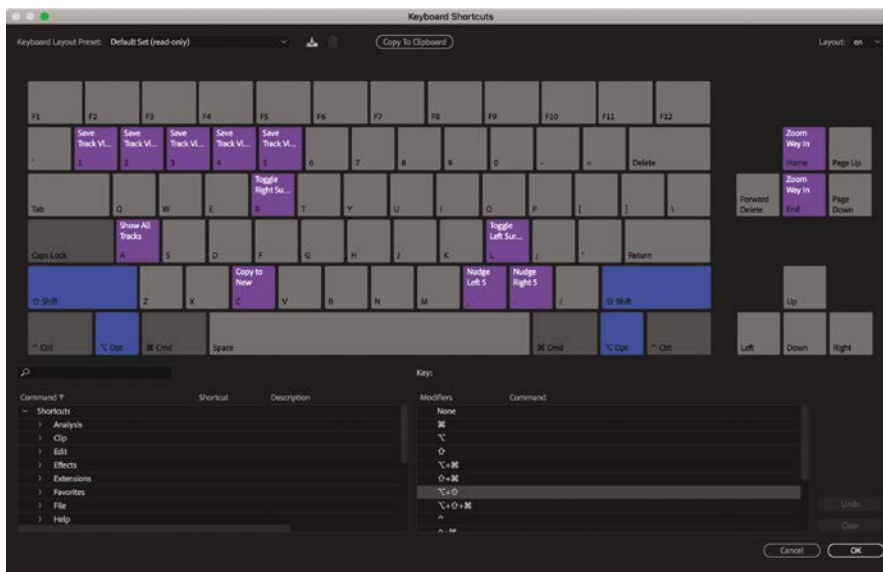 Keyboard Shortcuts
Keyboard Layout Preset: Default Set (read-only) Copy To Clipboard Layout: en
F1 F2 F3 F4 F5 F6 F7 F8 F9 F10 F11 F12
Save Track Vi... Save Track Vi... Save Track Vi... Save Track Vi... Save Track Vi... Zoom Way In
` 1 2 3 4 5 6 7 8 9 0 - = Delete Home Page Up
Toggle Right Su... Zoom Way In
Tab Q W E R T Y U I O P [ ] \ Forward Delete End Page Down
Show All Tracks Toggle Left Sur...
Caps Lock A S D F G H J K L ; ' Return
Copy to New Nudge Left 5 Nudge Right 5
⇧ Shift Z X C V B N M , . / ⇧ Shift Up
^ Ctrl ⌥ Opt ⌘ Cmd Space ⌘ Cmd ⌥ Opt ^ Ctrl Left Down Right
Key:
Command ↑ Shortcut Description Modifiers Command
Shortcuts None
Analysis ⌘
Clip ⌥
Edit ⇧
Effects ⌥+⌘
Extensions ⇧+⌘
Favorites ⌥+⇧
File ⌥+⇧+⌘ Undo
Help ^ Clear
^+⌘
Cancel OK